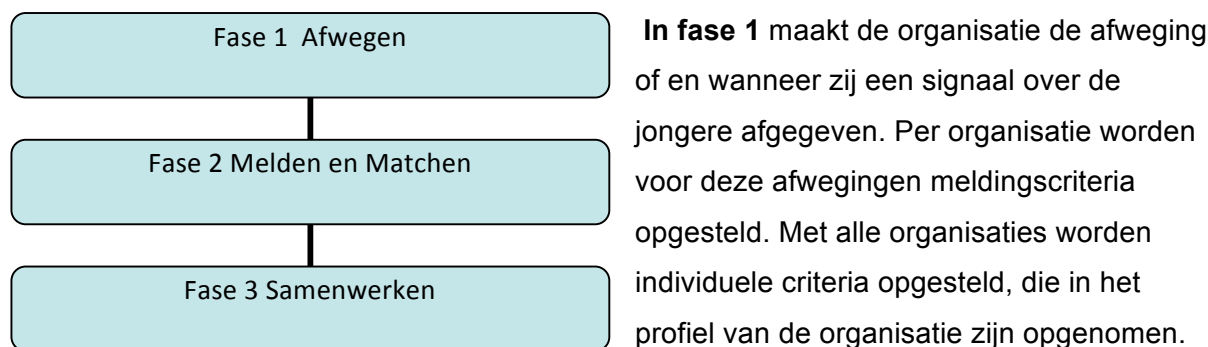 Fase 1 Afwegen
Fase 2 Melden en Matchen
Fase 3 Samenwerken
In fase 1 maakt de organisatie de afweging
of en wanneer zij een signaal over de
jongere afgegeven. Per organisatie worden
voor deze afwegingen meldingscriteria
opgesteld. Met alle organisaties worden
individuele criteria opgesteld, die in het
profiel van de organisatie zijn opgenomen.